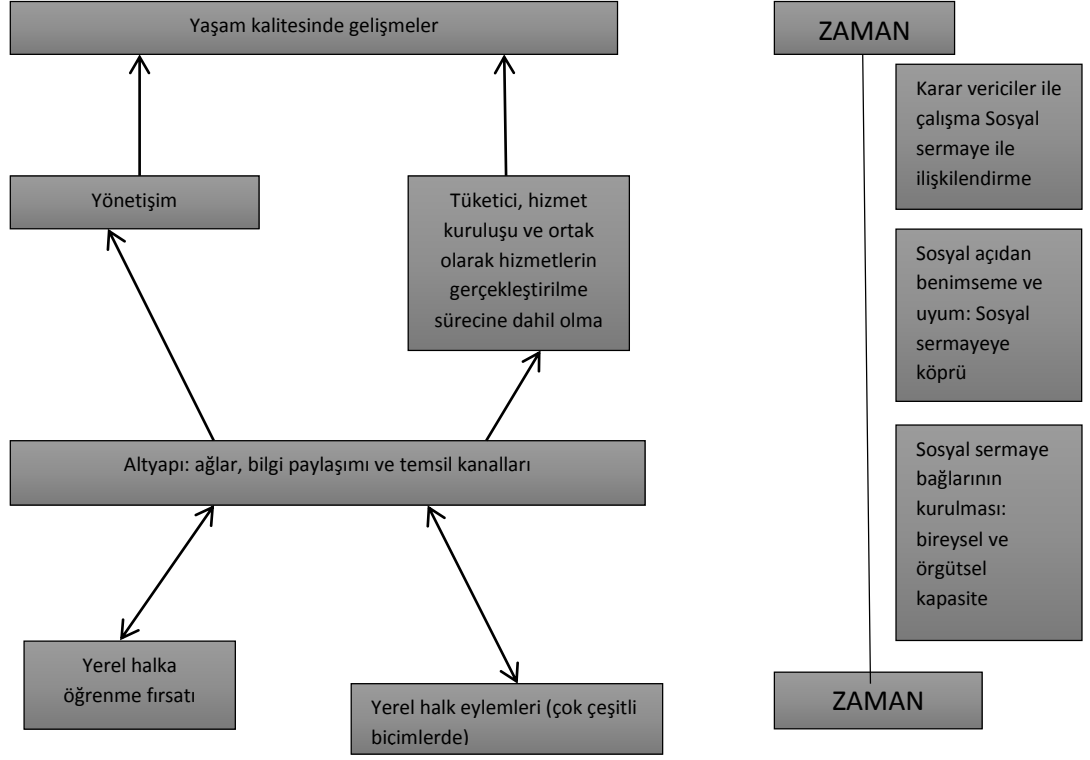 Yaşam kalitesinde gelişmeler
ZAMAN
Karar vericiler ile
çalışma Sosyal
sermaye ile
ilişkilendirme
Yönetişim
Tüketici, hizmet
kuruluşu ve ortak
olarak hizmetlerin
gerçekleştirilme
sürecine dahil olma
Sosyal açıdan
benimseme ve
uyum: Sosyal
sermayeye
köprü
Altyapı: ağlar, bilgi paylaşımı ve temsil kanalları
Sosyal sermaye
bağlarının
kurulması:
bireysel ve
örgütsel
kapasite
Yerel halka
öğrenme fırsatı
Yerel halk eylemleri (çok çeşitli
biçimlerde)
ZAMAN